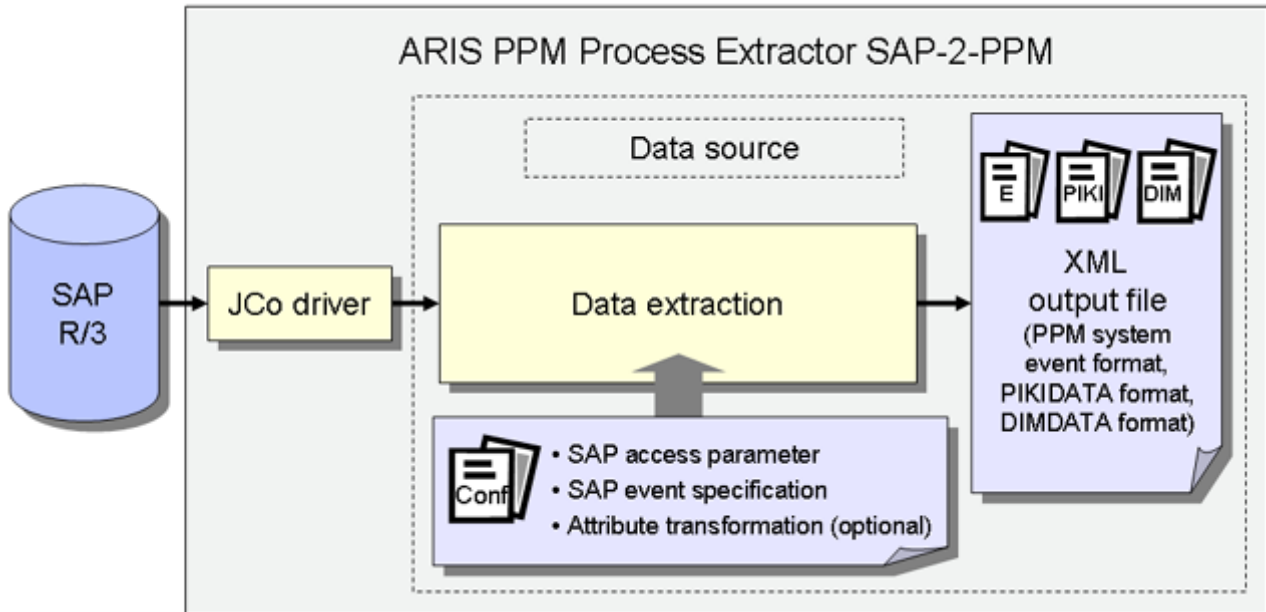 ARIS PPM Process Extractor SAP-2-PPM
Data source
E
PIKI
DIM
XML
output file
(PPM system
event format,
PIKIDATA format,
DIMDATA format)
SAP
R/3
JCo driver
Data extraction
Conf
• SAP access parameter
• SAP event specification
• Attribute transformation (optional)